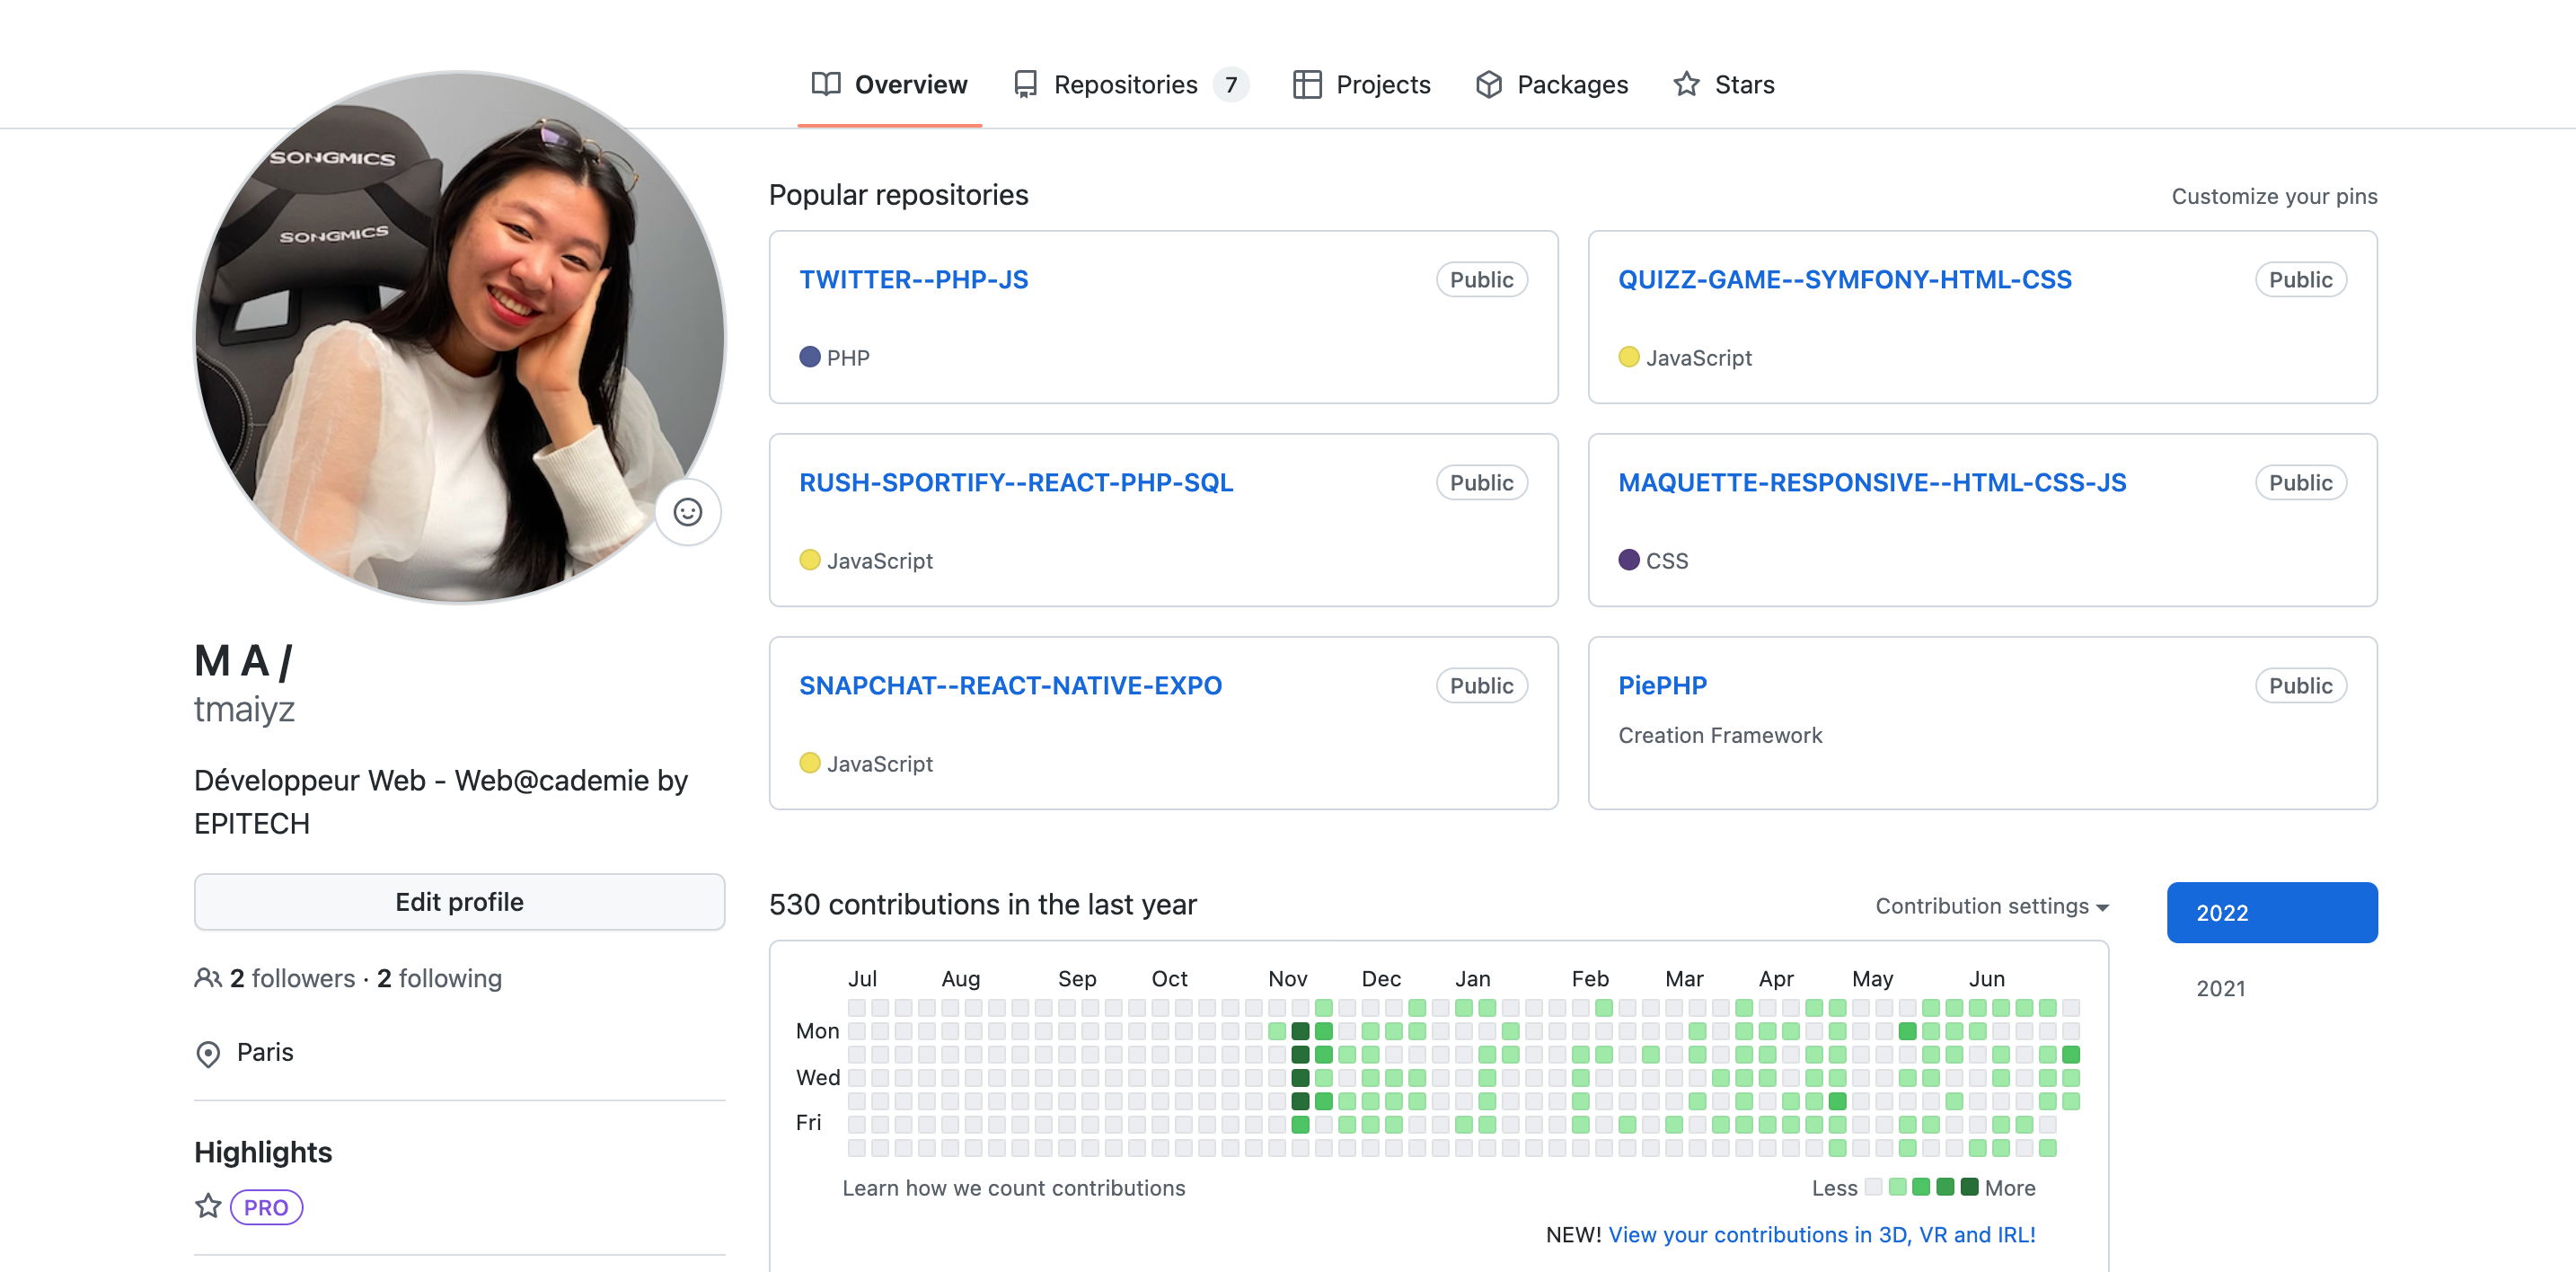 Overview
Repositories 7
Projects
Packages
Stars
SONGMICS
SONGMICS
M A /
tmaiyz
Développeur Web - Web@cademie by
EPITECH
Edit profile
2 followers · 2 following
Paris
Highlights
PRO
Popular repositories
Customize your pins
TWITTER--PHP-JS
Public
PHP
QUIZZ-GAME--SYMFONY-HTML-CSS
Public
JavaScript
RUSH-SPORTIFY--REACT-PHP-SQL
Public
JavaScript
MAQUETTE-RESPONSIVE--HTML-CSS-JS
Public
CSS
SNAPCHAT--REACT-NATIVE-EXPO
Public
JavaScript
PiePHP
Public
Creation Framework
530 contributions in the last year
Contribution settings
2022
2021
Jul Aug Sep Oct Nov Dec Jan Feb Mar Apr May Jun
Mon
Wed
Fri
Learn how we count contributions
Less More
NEW! View your contributions in 3D, VR and IRL!